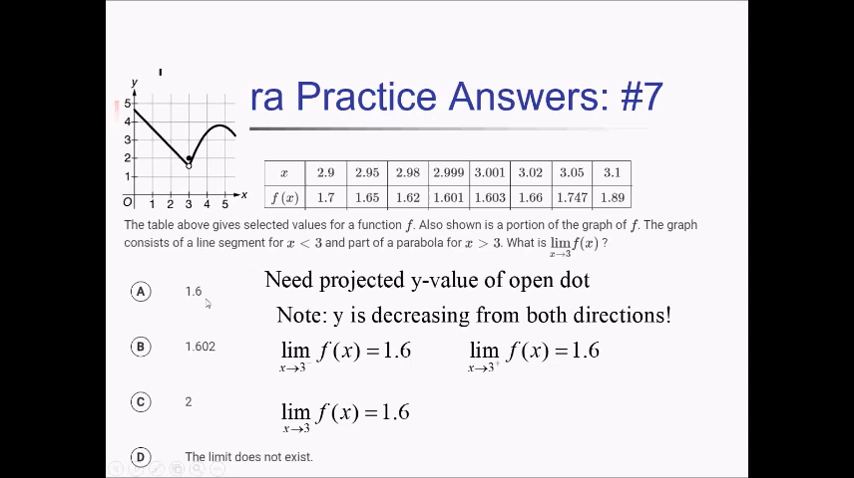 ra Practice Answers: #7
y
5
4
3
2
1
O 1 2 3 4 5 x
x 2.9 2.95 2.98 2.999 3.001 3.02 3.05 3.1
f(x) 1.7 1.65 1.62 1.601 1.603 1.66 1.747 1.89
The table above gives selected values for a function f. Also shown is a portion of the graph of f. The graph
consists of a line segment for x < 3 and part of a parabola for x > 3. What is lim x→3 f(x) ?
Need projected y-value of open dot
A 1.6
Note: y is decreasing from both directions!
B 1.602
lim x→3⁻ f(x) = 1.6 lim x→3⁺ f(x) = 1.6
C 2
lim x→3 f(x) = 1.6
D The limit does not exist.